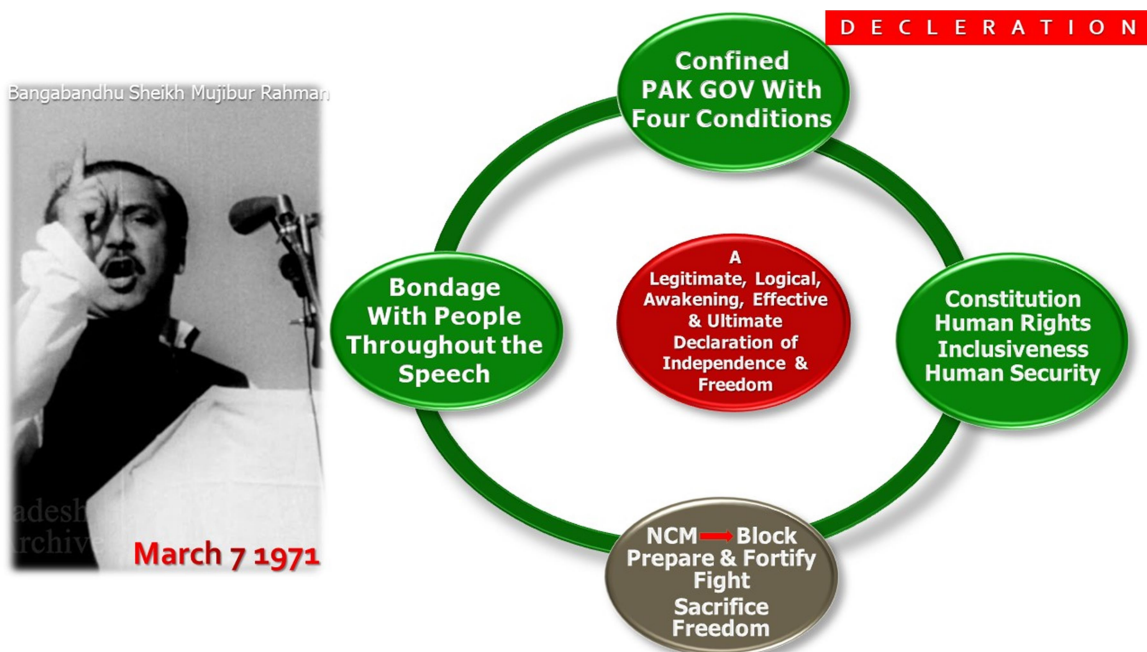 DECLERATION
Bangabandhu Sheikh Mujibur Rahman
adesh
rchive
March 7 1971
Confined
PAK GOV With
Four Conditions
Bondage
With People
Throughout the
Speech
A
Legitimate, Logical,
Awakening, Effective
& Ultimate
Declaration of
Independence &
Freedom
Constitution
Human Rights
Inclusiveness
Human Security
NCM Block
Prepare & Fortify
Fight
Sacrifice
Freedom